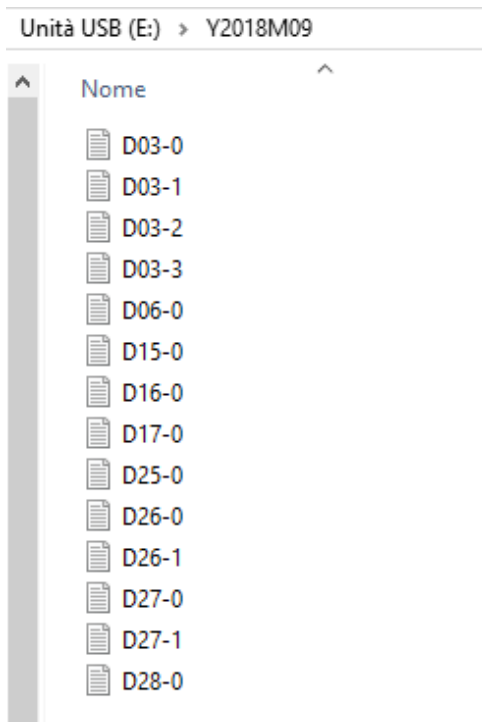 Unità USB (E:) > Y2018M09
Nome
D03-0
D03-1
D03-2
D03-3
D06-0
D15-0
D16-0
D17-0
D25-0
D26-0
D26-1
D27-0
D27-1
D28-0